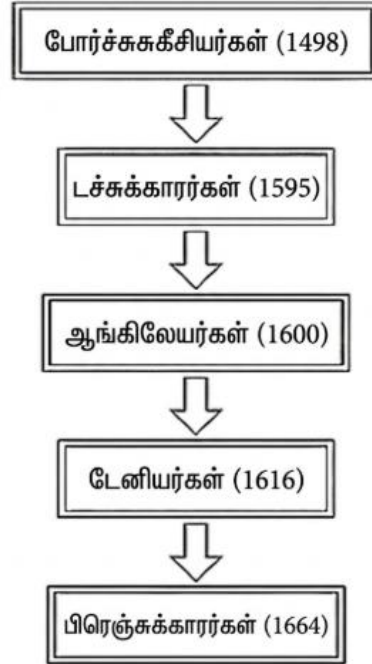 போர்ச்சுசுகீசியர்கள் (1498)
டச்சுக்காரர்கள் (1595)
ஆங்கிலேயர்கள் (1600)
டேனியர்கள் (1616)
பிரெஞ்சுக்காரர்கள் (1664)